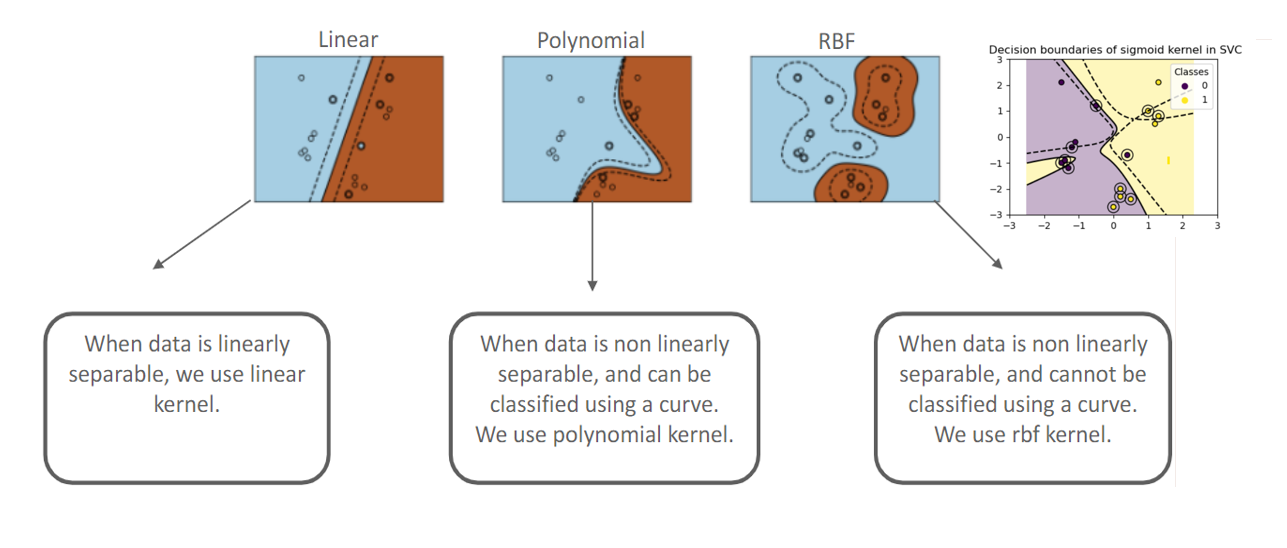 Linear
Polynomial
RBF
Decision boundaries of sigmoid kernel in SVC
Classes
0
1
3
2
1
0
−1
−2
−3
−3 −2 −1 0 1 2 3
When data is linearly
separable, we use linear
kernel.
When data is non linearly
separable, and can be
classified using a curve.
We use polynomial kernel.
When data is non linearly
separable, and cannot be
classified using a curve.
We use rbf kernel.